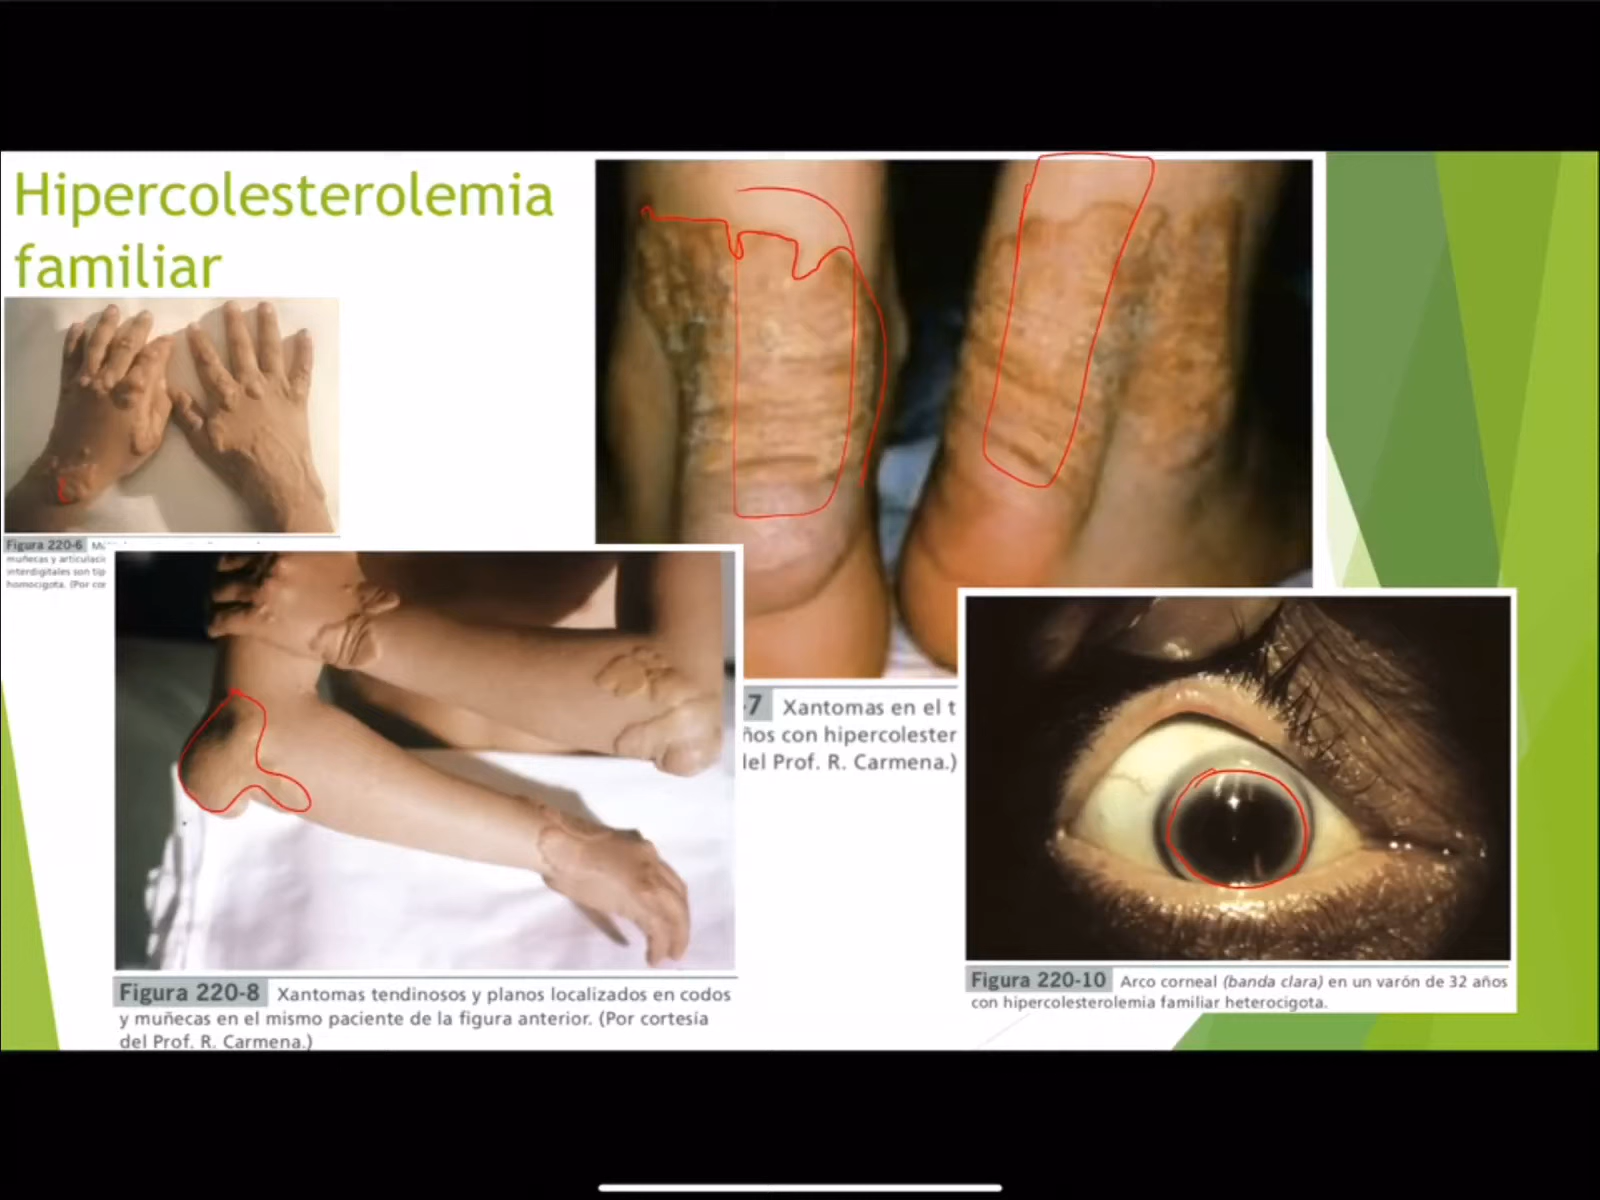 Hipercolesterolemia
familiar
Figura 220-6
muñecas y articulaci
interdigitales son típ
homocigota. (Por cor
-7 Xantomas en el t
ños con hipercolester
del Prof. R. Carmena.)
Figura 220-8 Xantomas tendinosos y planos localizados en codos
y muñecas en el mismo paciente de la figura anterior. (Por cortesía
del Prof. R. Carmena.)
Figura 220-10 Arco corneal (banda clara) en un varón de 32 años
con hipercolesterolemia familiar heterocigota.